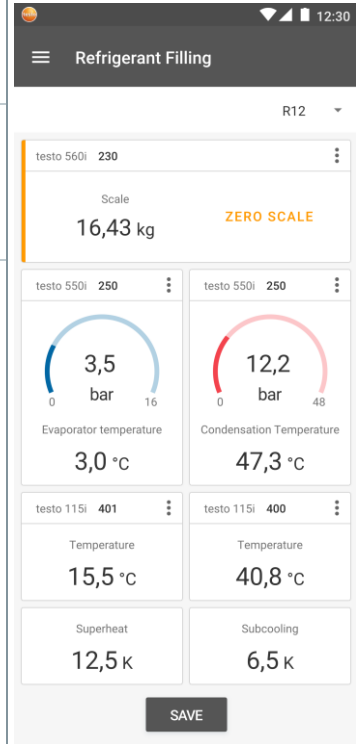 12:30
Refrigerant Filling
R12
testo 560i 230
Scale
16,43 kg
ZERO SCALE
testo 550i 250
3,5
bar
0 16
Evaporator temperature
3,0 °C
testo 550i 250
12,2
bar
0 48
Condensation Temperature
47,3 °C
testo 115i 401
Temperature
15,5 °C
testo 115i 400
Temperature
40,8 °C
Superheat
12,5 K
Subcooling
6,5 K
SAVE